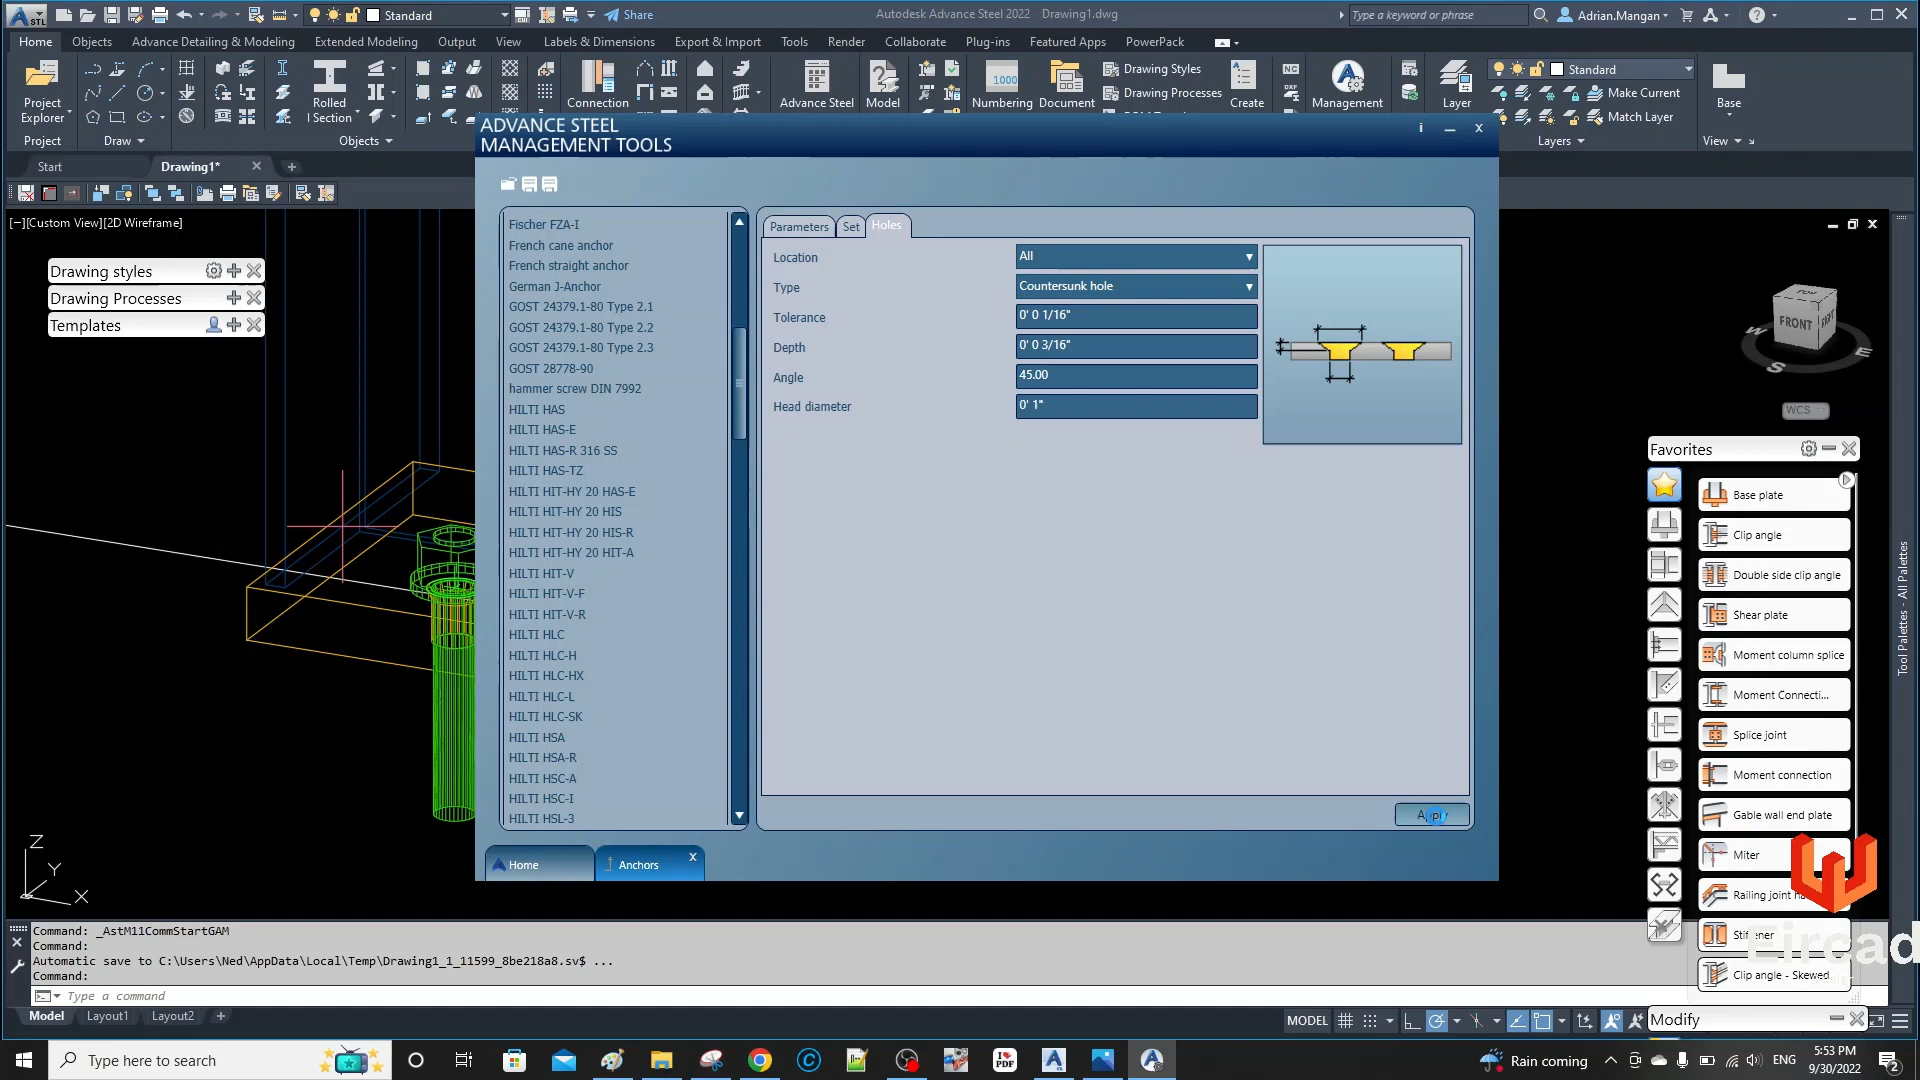 Standard
Share
Autodesk Advance Steel 2022 Drawing1.dwg
Type a keyword or phrase
Adrian.Mangan
Home Objects Advance Detailing & Modeling Extended Modeling Output View Labels & Dimensions Export & Import Tools Render Collaborate Plug-ins Featured Apps PowerPack
Project Explorer
Project
Draw
Rolled I Section
Objects
Connection
Advance Steel
Model
1000
Numbering
Document
Drawing Styles
Drawing Processes
Create
NC
DXF
Management
Layer
Standard
Make Current
Match Layer
Layers
Base
View
Start
Drawing1*
[−][Custom View][2D Wireframe]
Drawing styles
Drawing Processes
Templates
ADVANCE STEEL
MANAGEMENT TOOLS
i
x
Fischer FZA-I
French cane anchor
French straight anchor
German J-Anchor
GOST 24379.1-80 Type 2.1
GOST 24379.1-80 Type 2.2
GOST 24379.1-80 Type 2.3
GOST 28778-90
hammer screw DIN 7992
HILTI HAS
HILTI HAS-E
HILTI HAS-R 316 SS
HILTI HAS-TZ
HILTI HIT-HY 20 HAS-E
HILTI HIT-HY 20 HIS
HILTI HIT-HY 20 HIS-R
HILTI HIT-HY 20 HIT-A
HILTI HIT-V
HILTI HIT-V-F
HILTI HIT-V-R
HILTI HLC
HILTI HLC-H
HILTI HLC-HX
HILTI HLC-L
HILTI HLC-SK
HILTI HSA
HILTI HSA-R
HILTI HSC-A
HILTI HSC-I
HILTI HSL-3
Parameters Set Holes
Location All
Type Countersunk hole
Tolerance 0' 0 1/16"
Depth 0' 0 3/16"
Angle 45.00
Head diameter 0' 1"
Apply
Home
Anchors x
TOP
FRONT
RIGHT
W
S
E
WCS
Favorites
Base plate
Clip angle
Double side clip angle
Shear plate
Moment column splice
Moment Connecti...
Splice joint
Moment connection
Gable wall end plate
Miter
Railing joint
Stiffener
Clip angle - Skewed
Eircad
Tool Palettes - All Palettes
Modify
Z
Y
X
Command: _AstM11CommStartGAM
Command:
Automatic save to C:\Users\Ned\AppData\Local\Temp\Drawing1_1_11599_8be218a8.sv$ ...
Command:
Type a command
Model Layout1 Layout2 +
MODEL
Type here to search
Rain coming
ENG
5:53 PM
9/30/2022
2